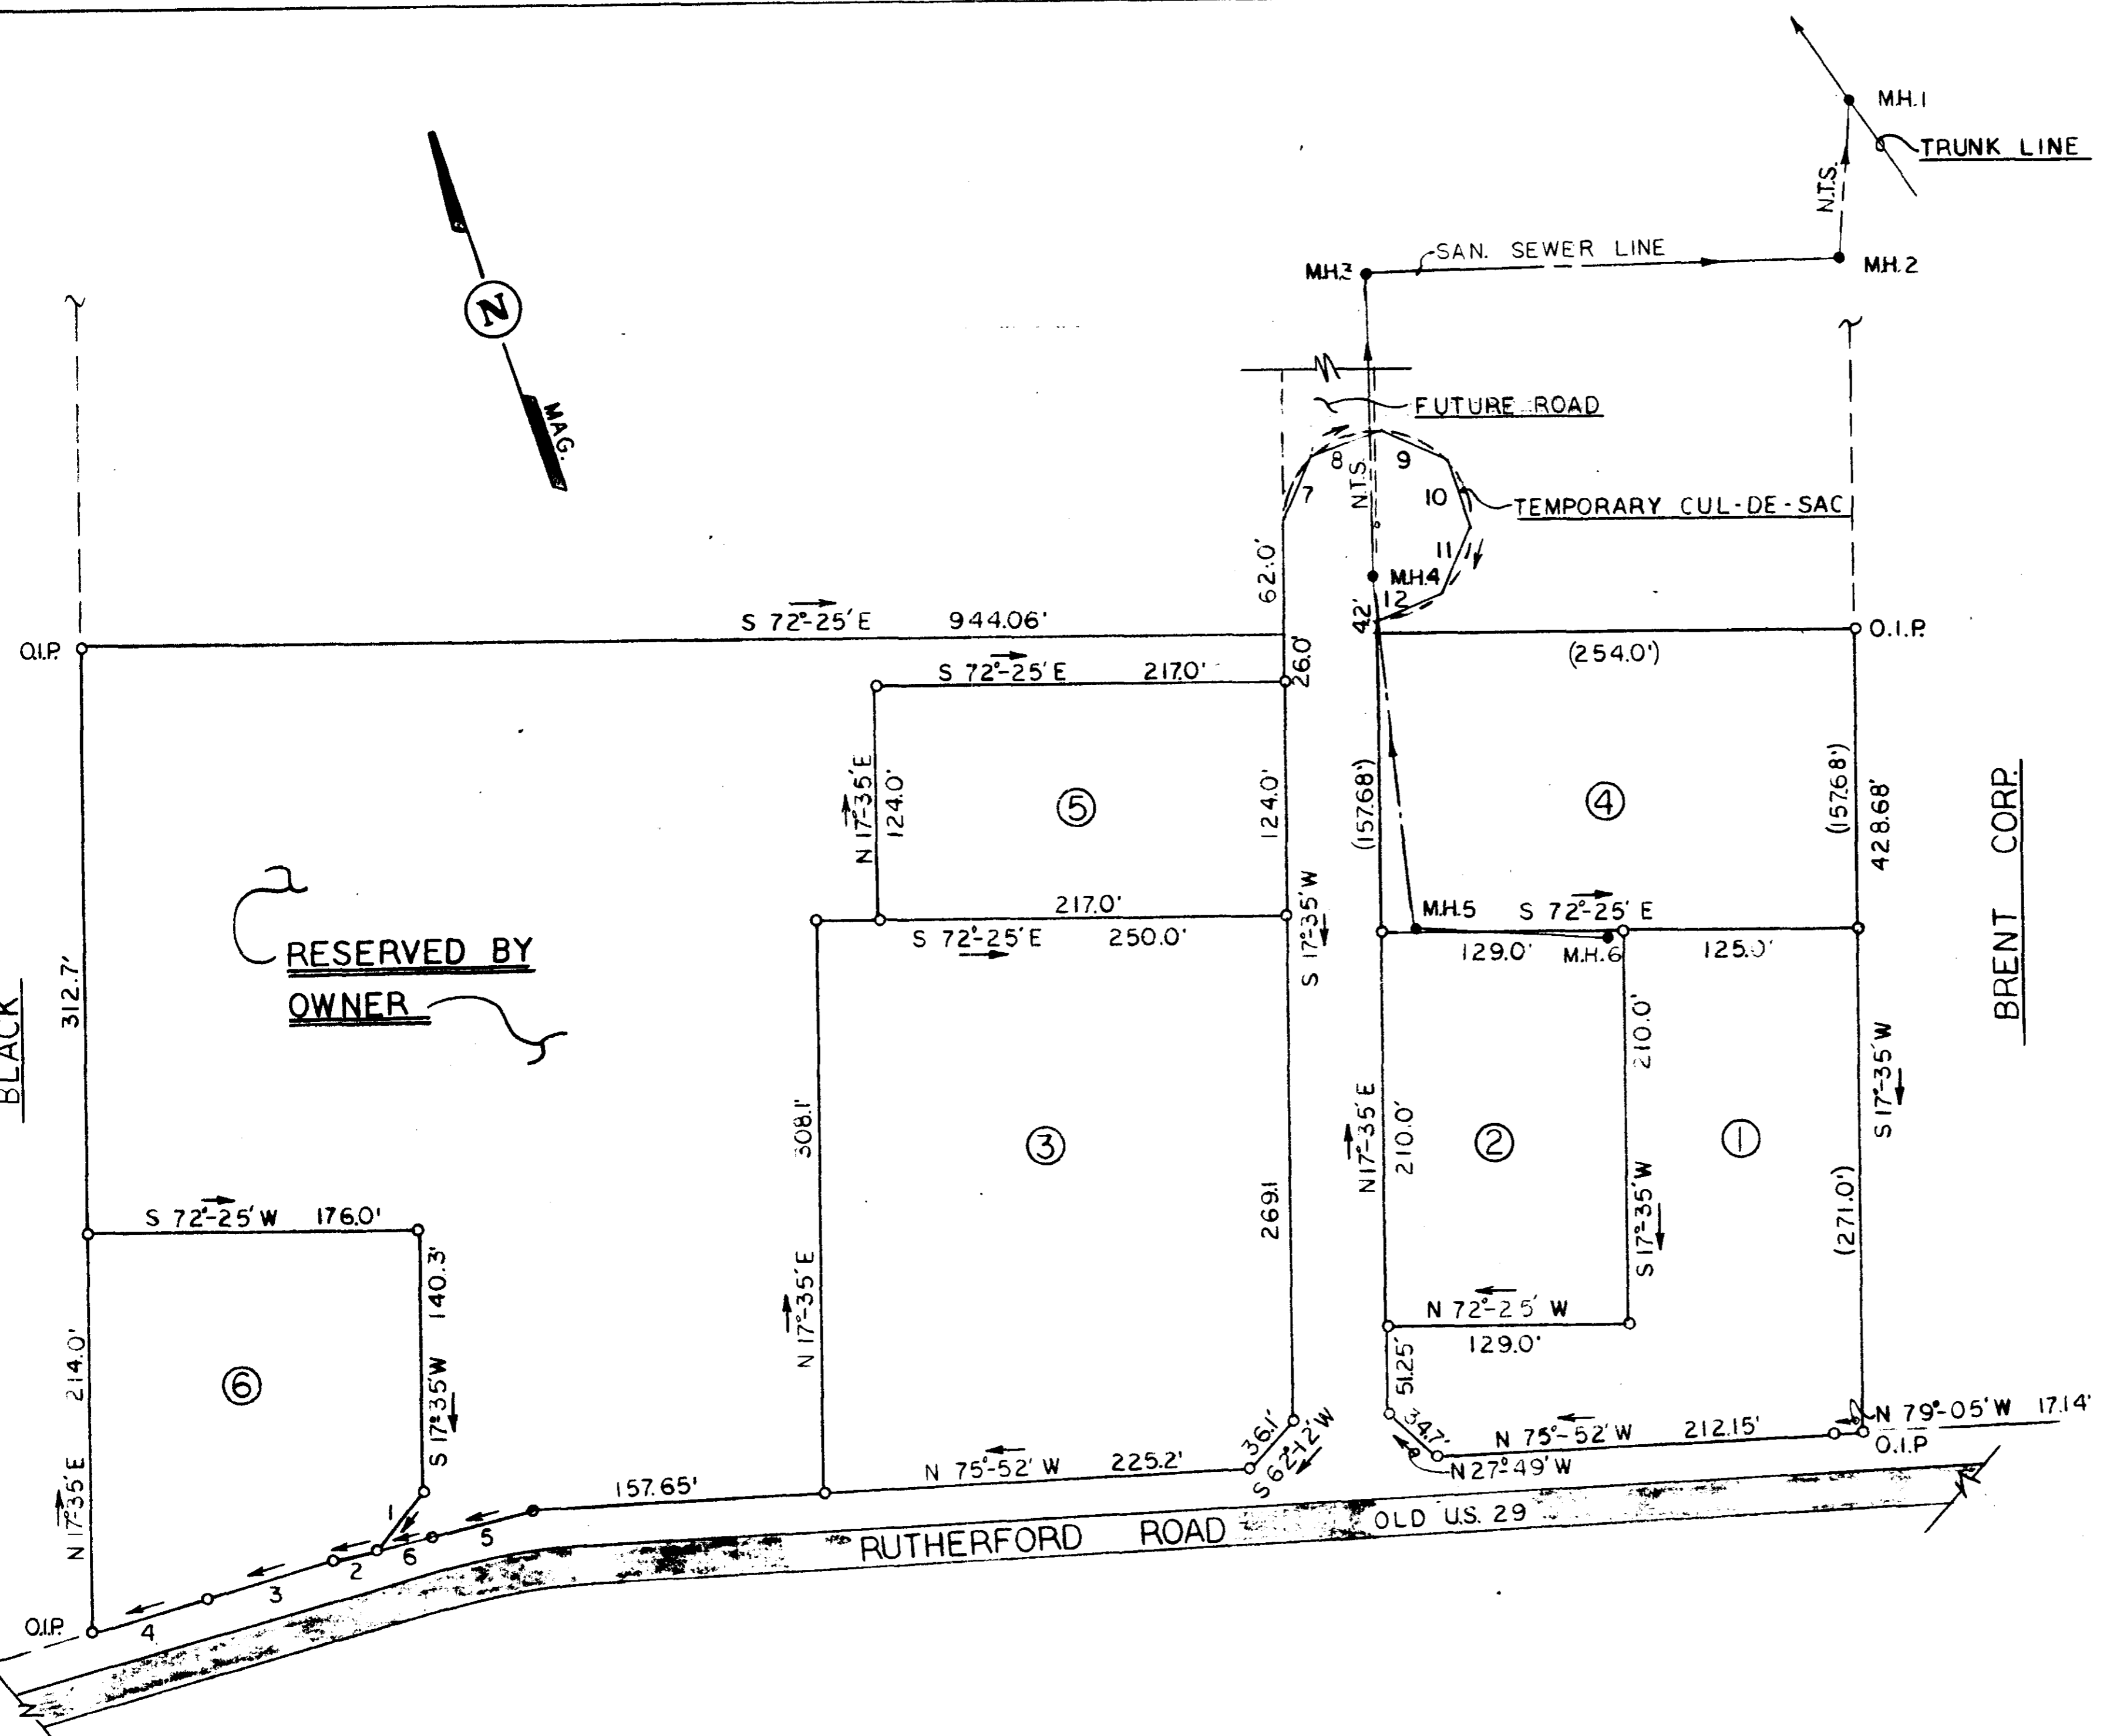 M.H.1
TRUNK LINE
N.T.S.
SAN. SEWER LINE
M.H.3
M.H.2
N
MAG.
FUTURE ROAD
8
9
7
N.T.S.
10
TEMPORARY CUL-DE-SAC
11
62.0'
M.H.4
12
42'
S 72°-25' E 944.06'
O.I.P.
O.I.P.
(254.0')
26.0'
S 72°-25' E 217.0'
N 17°-35' E
124.0'
5
124.0'
(157.68')
4
(157.68')
428.68'
BRENT CORP.
217.0'
S 72°-25' E 250.0'
S 17°-35' W
M.H.5
S 72°-25' E
129.0'
M.H.6
125.0'
RESERVED BY
OWNER
BLACK
312.7'
308.1'
3
N 17°-35' E
269.1
N 17°-35' E
210.0'
2
210.0'
S 17°-35' W
1
S 17°-35' W
(271.0')
S 72°-25' W 176.0'
140.3'
S 17°-35' W
6
214.0'
N 17°-35' E
N 72°-25' W
129.0'
51.25'
34.7'
N 27°-49' W
N 75°-52' W 212.15'
N 79°-05' W 17.14'
O.I.P
36.1'
S 62°-12' W
N 75°-52' W 225.2'
157.65'
1
5
6
2
3
4
O.I.P.
RUTHERFORD ROAD
OLD U.S. 29